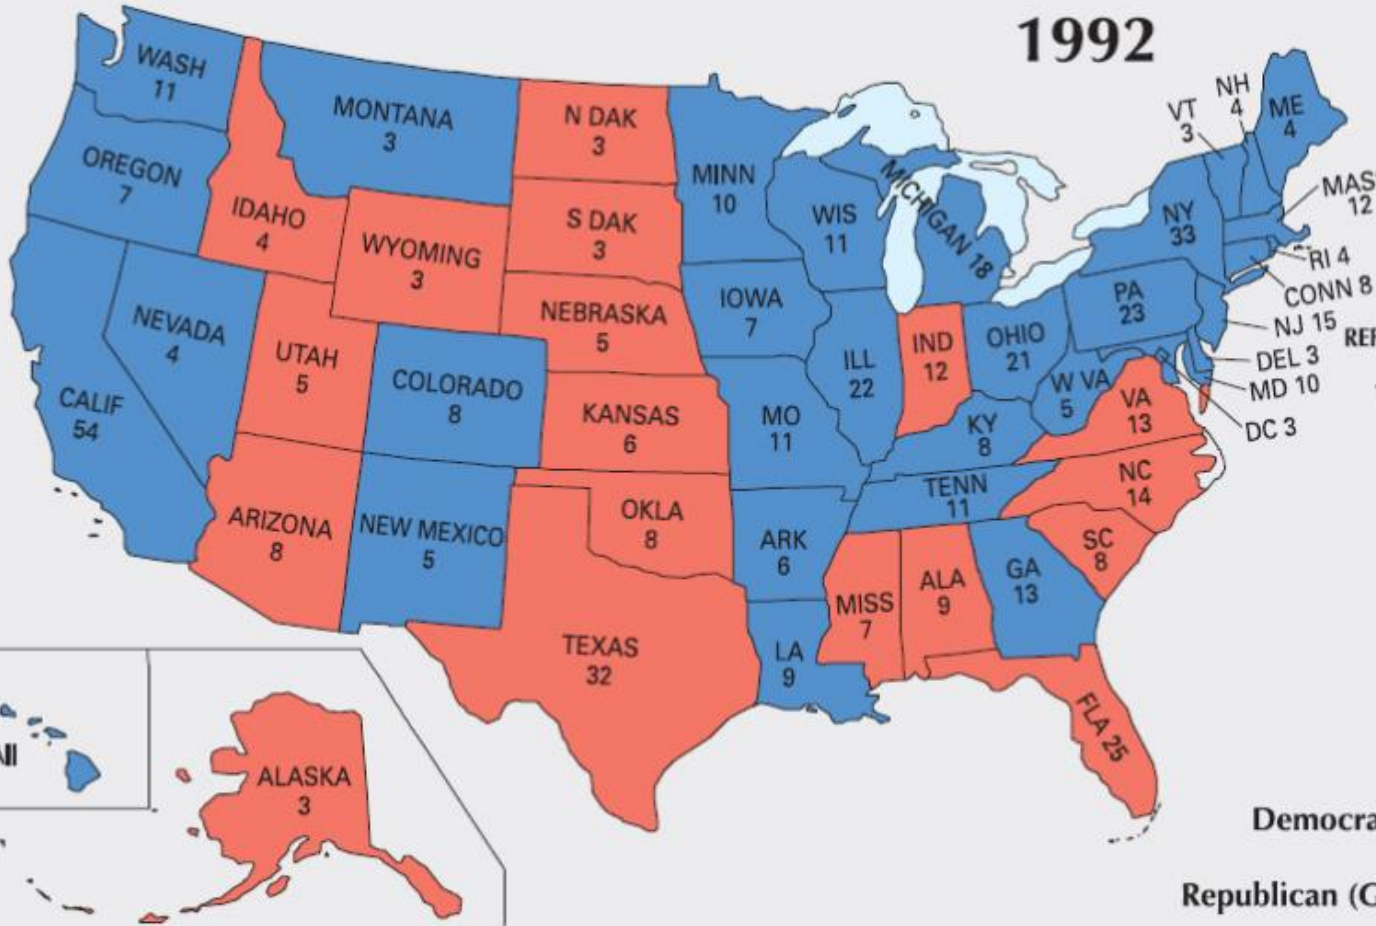 1992
WASH
11
OREGON
7
CALIF
54
NEVADA
4
IDAHO
4
MONTANA
3
WYOMING
3
UTAH
5
COLORADO
8
ARIZONA
8
NEW MEXICO
5
N DAK
3
S DAK
3
NEBRASKA
5
KANSAS
6
OKLA
8
TEXAS
32
MINN
10
IOWA
7
MO
11
ARK
6
LA
9
WIS
11
ILL
22
MICHIGAN 18
IND
12
OHIO
21
KY
8
TENN
11
MISS
7
ALA
9
GA
13
FLA 25
SC
8
NC
14
VA
13
W VA
5
PA
23
NY
33
VT
3
NH
4
ME
4
MAS
12
RI 4
CONN 8
NJ 15
DEL 3
MD 10
DC 3
ALASKA
3
Democra
Republican (G